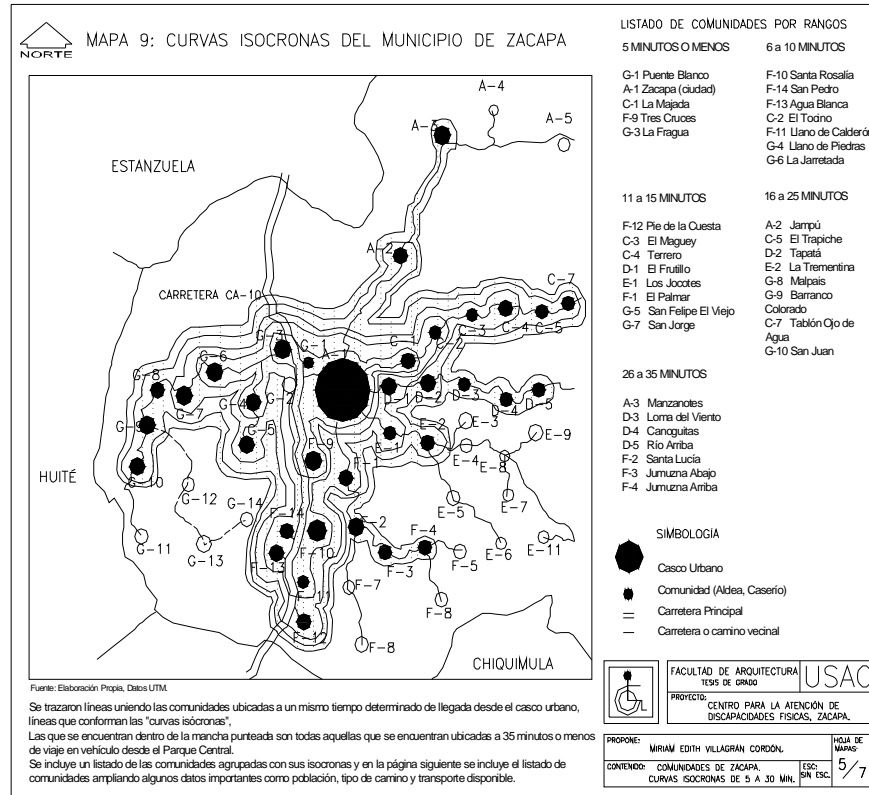 NORTE
MAPA 9: CURVAS ISOCRONAS DEL MUNICIPIO DE ZACAPA
A-4
A-3
A-5
ESTANZUELA
A-2
CARRETERA CA-10
C-7
C-3
C-4
C-5
G-3
G-1
A-1
C-1
C-2
G-6
G-8
G-7
G-4
G-2
D-1
D-2
D-3
D-4
D-5
G-9
G-5
E-1
E-2
E-3
E-4
E-9
E-8
F-9
F-1
HUITÉ
G-10
G-12
G-14
E-5
E-7
G-11
G-13
F-14
F-10
F-2
F-4
F-5
E-6
E-11
F-13
F-3
F-11
F-7
F-8
F-12
F-8
CHIQUIMULA
Fuente: Elaboración Propia, Datos UTM.
Se trazaron líneas uniendo las comunidades ubicadas a un mismo tiempo determinado de llegada desde el casco urbano,
líneas que conforman las "curvas isócronas",
Las que se encuentran dentro de la mancha punteada son todas aquellas que se encuentran ubicadas a 35 minutos o menos
de viaje en vehículo desde el Parque Central.
Se incluye un listado de las comunidades agrupadas con sus isocronas y en la página siguiente se incluye el listado de
comunidades ampliando algunos datos importantes como población, tipo de camino y transporte disponible.
LISTADO DE COMUNIDADES POR RANGOS
5 MINUTOS O MENOS
G-1 Puente Blanco
A-1 Zacapa (ciudad)
C-1 La Majada
F-9 Tres Cruces
G-3 La Fragua
6 a 10 MINUTOS
F-10 Santa Rosalía
F-14 San Pedro
F-13 Agua Blanca
C-2 El Tocino
F-11 Llano de Calderón
G-4 Llano de Piedras
G-6 La Jarretada
11 a 15 MINUTOS
F-12 Pie de la Cuesta
C-3 El Maguey
C-4 Terrero
D-1 El Frutillo
E-1 Los Jocotes
F-1 El Palmar
G-5 San Felipe El Viejo
G-7 San Jorge
16 a 25 MINUTOS
A-2 Jampú
C-5 El Trapiche
D-2 Tapatá
E-2 La Trementina
G-8 Malpais
G-9 Barranco
Colorado
C-7 Tablón Ojo de
Agua
G-10 San Juan
26 a 35 MINUTOS
A-3 Manzanotes
D-3 Loma del Viento
D-4 Canoguitas
D-5 Río Arriba
F-2 Santa Lucía
F-3 Jumuzna Abajo
F-4 Jumuzna Arriba
SIMBOLOGÍA
Casco Urbano
Comunidad (Aldea, Caserío)
Carretera Principal
Carretera o camino vecinal
FACULTAD DE ARQUITECTURA
TESIS DE GRADO
USAC
PROYECTO:
CENTRO PARA LA ATENCIÓN DE
DISCAPACIDADES FISICAS, ZACAPA.
PROPONE:
MIRIAM EDITH VILLAGRÁN CORDÓN.
HOJA DE
MAPAS:
5/7
CONTENIDO: COMUNIDADES DE ZACAPA.
CURVAS ISOCRONAS DE 5 A 30 MIN.
ESC:
SIN ESC.